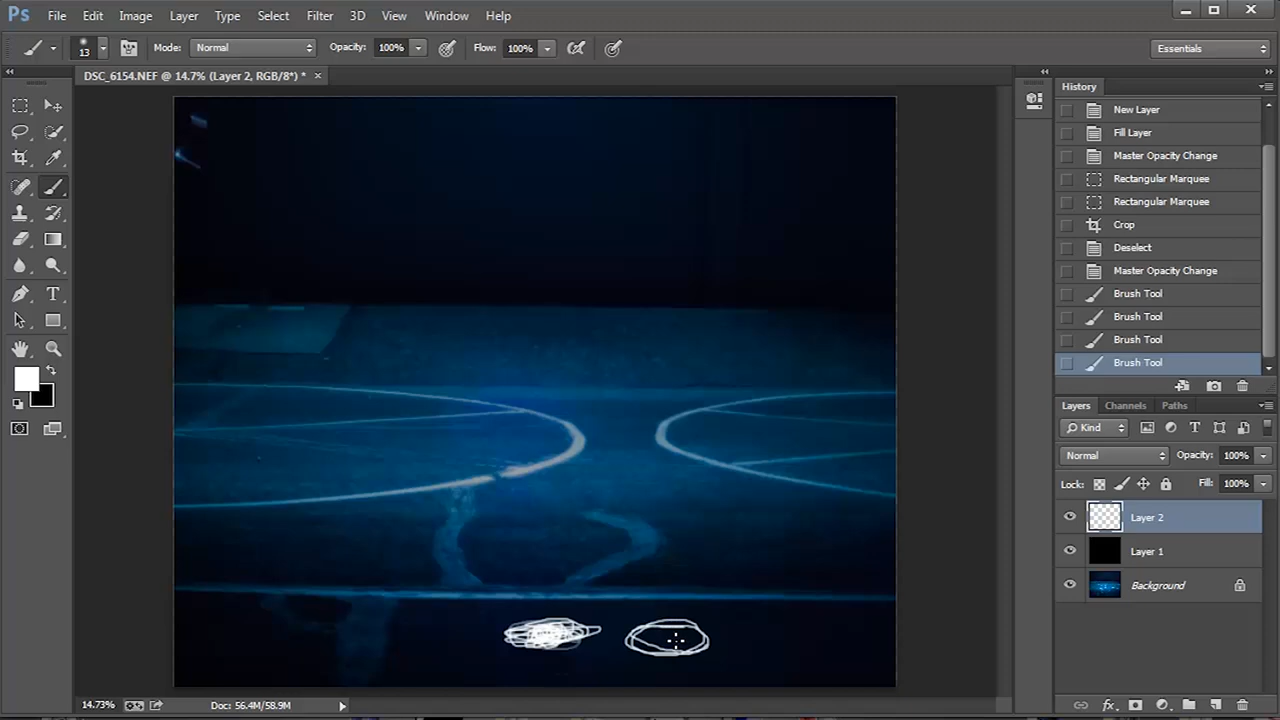 Ps File Edit Image Layer Type Select Filter 3D View Window Help
13 Mode: Normal Opacity: 100% Flow: 100% Essentials
DSC_6154.NEF @ 14.7% (Layer 2, RGB/8*) *
History
New Layer
Fill Layer
Master Opacity Change
Rectangular Marquee
Rectangular Marquee
Crop
Deselect
Master Opacity Change
Brush Tool
Brush Tool
Brush Tool
Brush Tool
Layers Channels Paths
Kind
Normal Opacity: 100%
Lock: Fill: 100%
Layer 2
Layer 1
Background
14.73% Doc: 56.4M/58.9M